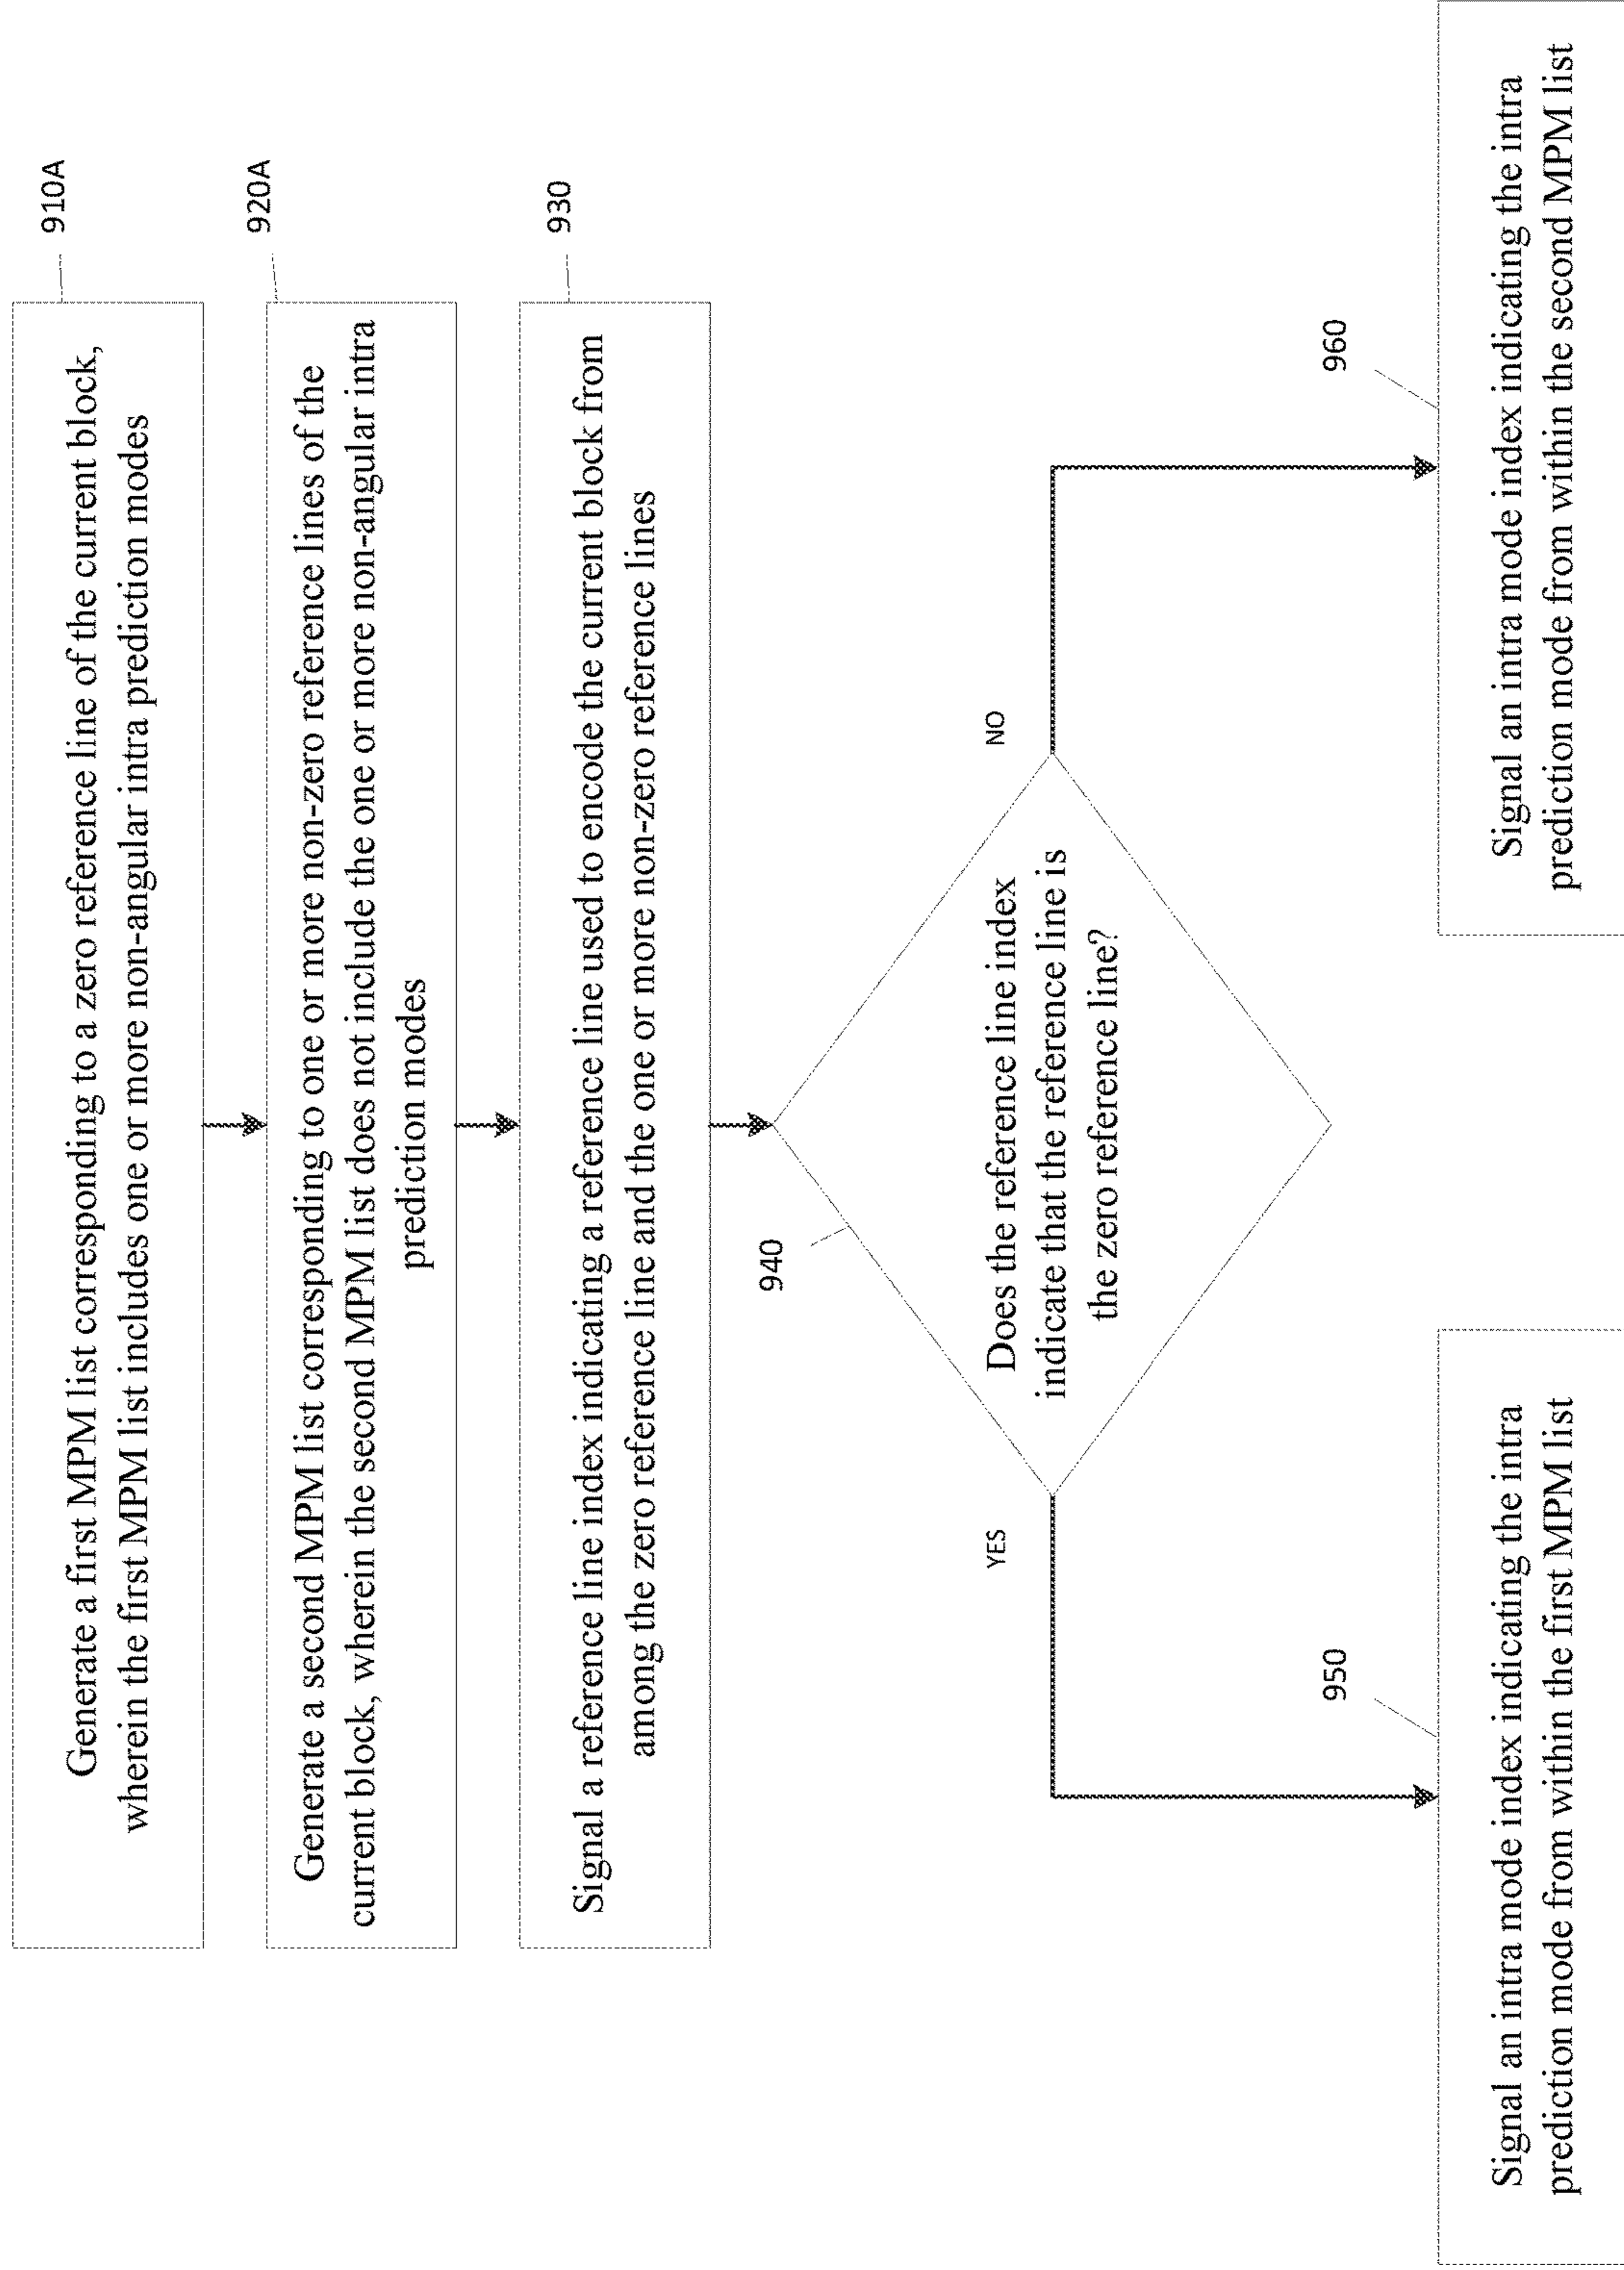 910A
Generate a first MPM list corresponding to a zero reference line of the current block,
wherein the first MPM list includes one or more non-angular intra prediction modes
920A
Generate a second MPM list corresponding to one or more non-zero reference lines of the
current block, wherein the second MPM list does not include the one or more non-angular intra
prediction modes
930
Signal a reference line index indicating a reference line used to encode the current block from
among the zero reference line and the one or more non-zero reference lines
940
Does the reference line index
indicate that the reference line is
the zero reference line?
YES
NO
950
Signal an intra mode index indicating the intra
prediction mode from within the first MPM list
960
Signal an intra mode index indicating the intra
prediction mode from within the second MPM list